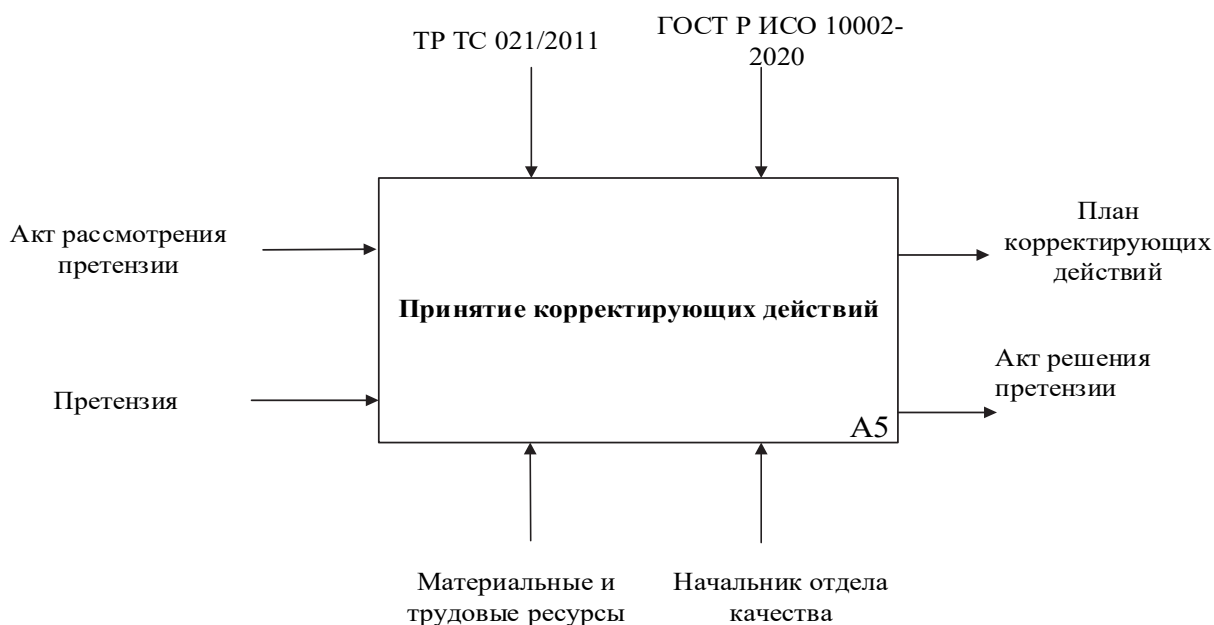 ТР ТС 021/2011
ГОСТ Р ИСО 10002-
2020
Акт рассмотрения
претензии
Претензия
Принятие корректирующих действий
А5
План
корректирующих
действий
Акт решения
претензии
Материальные и
трудовые ресурсы
Начальник отдела
качества